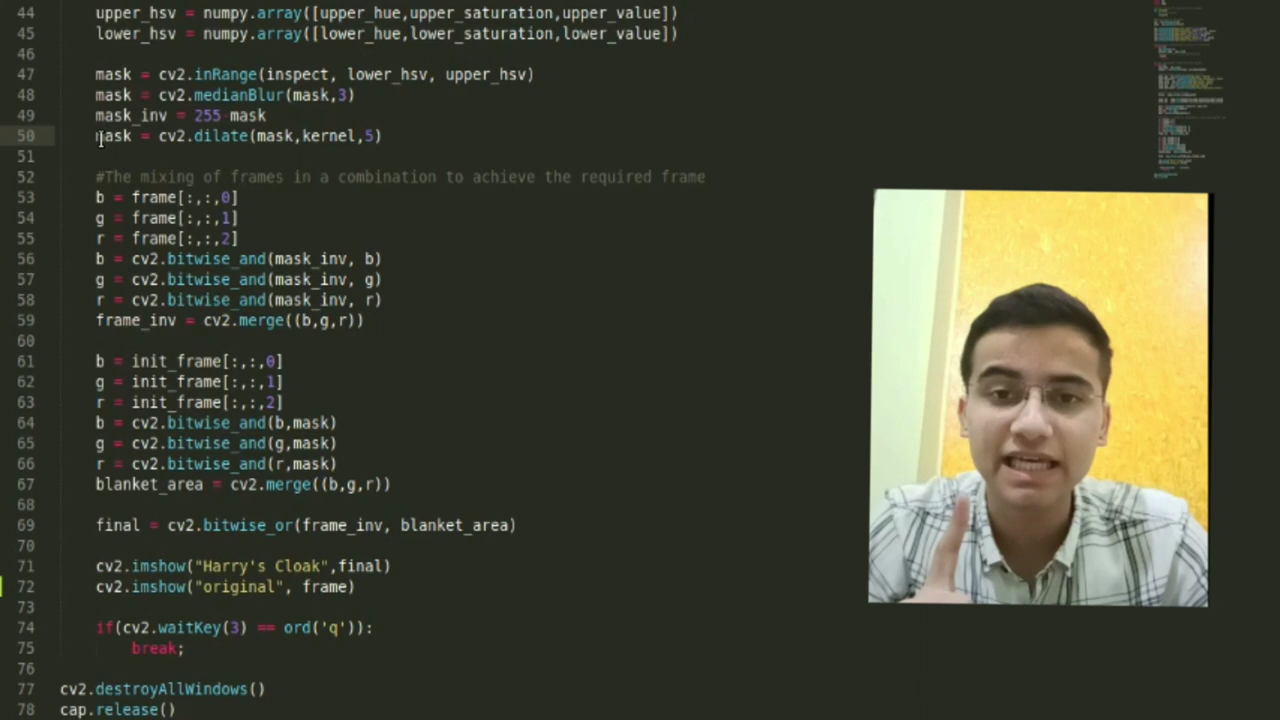 44 upper_hsv = numpy.array([upper_hue,upper_saturation,upper_value])
45 lower_hsv = numpy.array([lower_hue,lower_saturation,lower_value])
46
47 mask = cv2.inRange(inspect, lower_hsv, upper_hsv)
48 mask = cv2.medianBlur(mask,3)
49 mask_inv = 255-mask
50 mask = cv2.dilate(mask,kernel,5)
51
52 #The mixing of frames in a combination to achieve the required frame
53 b = frame[:,:,0]
54 g = frame[:,:,1]
55 r = frame[:,:,2]
56 b = cv2.bitwise_and(mask_inv, b)
57 g = cv2.bitwise_and(mask_inv, g)
58 r = cv2.bitwise_and(mask_inv, r)
59 frame_inv = cv2.merge((b,g,r))
60
61 b = init_frame[:,:,0]
62 g = init_frame[:,:,1]
63 r = init_frame[:,:,2]
64 b = cv2.bitwise_and(b,mask)
65 g = cv2.bitwise_and(g,mask)
66 r = cv2.bitwise_and(r,mask)
67 blanket_area = cv2.merge((b,g,r))
68
69 final = cv2.bitwise_or(frame_inv, blanket_area)
70
71 cv2.imshow("Harry's Cloak",final)
72 cv2.imshow("original", frame)
73
74 if(cv2.waitKey(3) == ord('q')):
75 break;
76
77 cv2.destroyAllWindows()
78 cap.release()